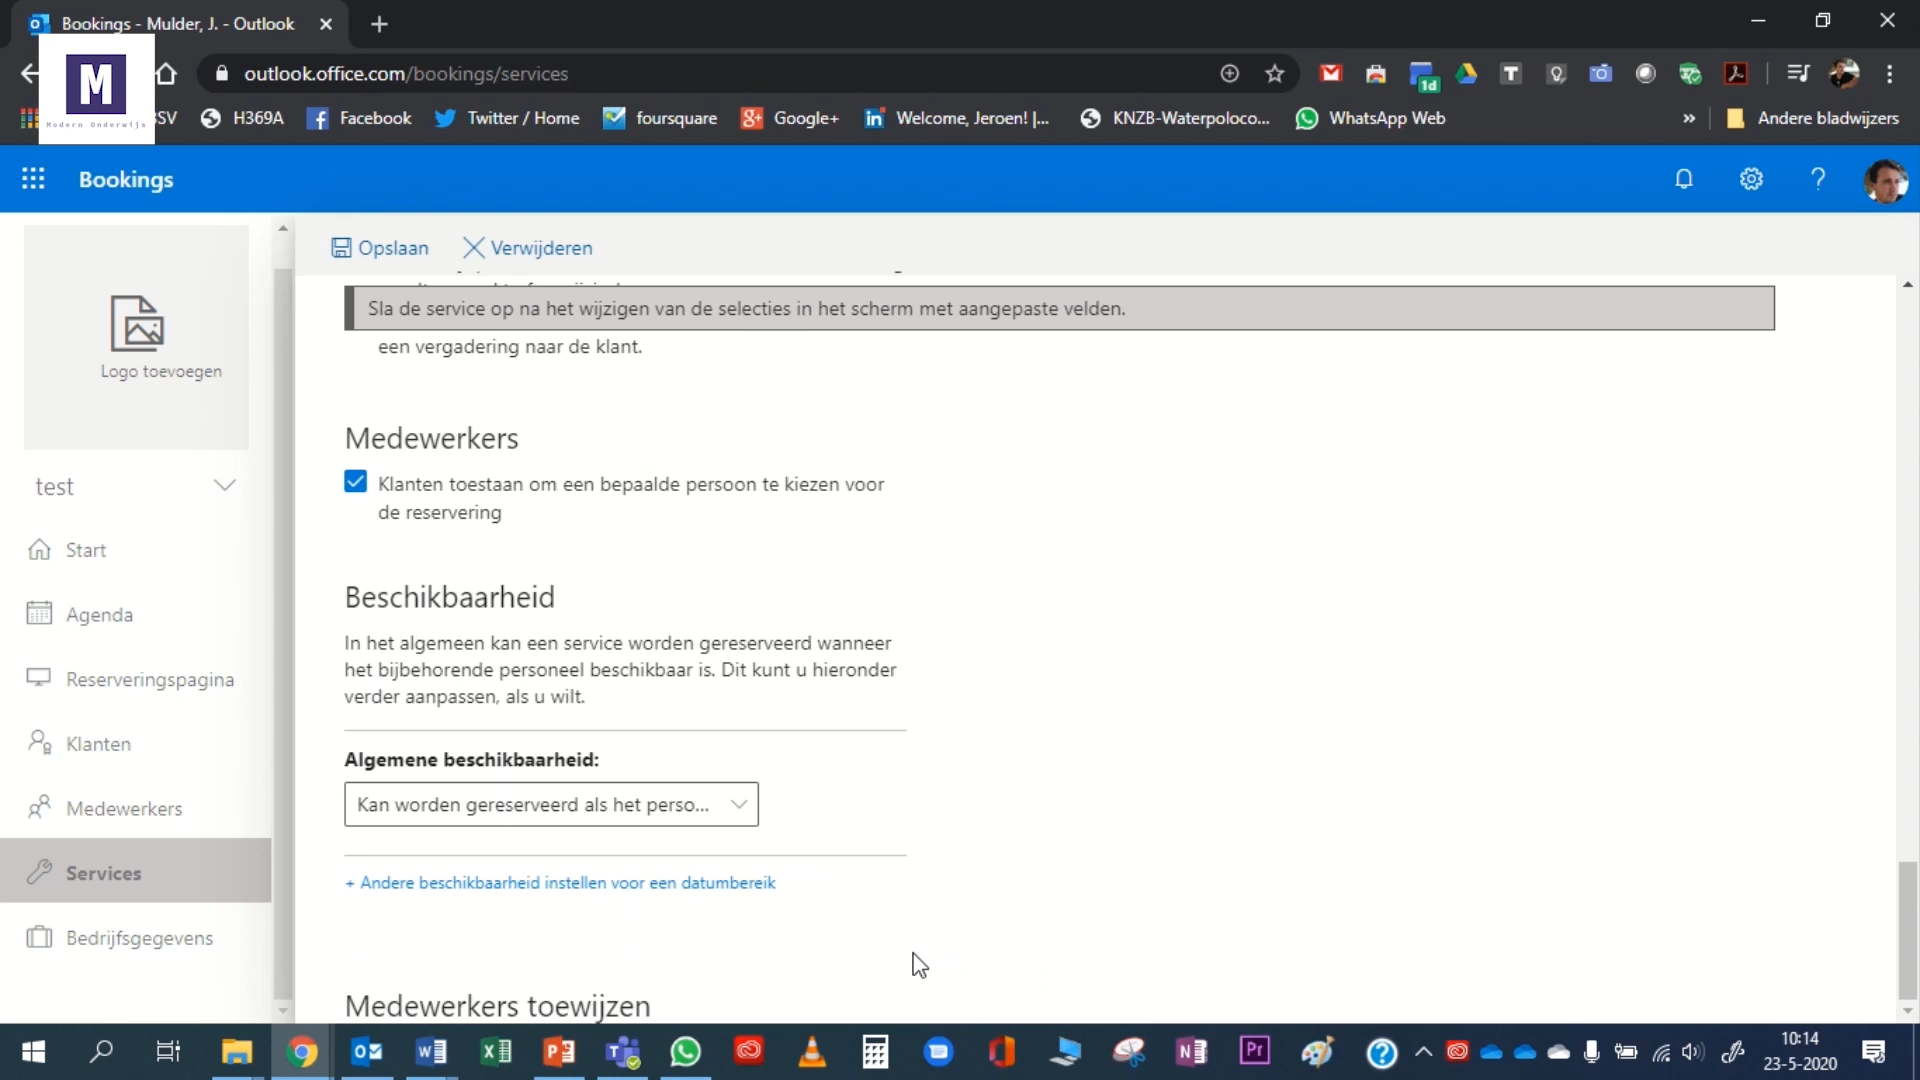 Bookings - Mulder, J. - Outlook
outlook.office.com/bookings/services
1d
M
Modern Onderwijs
SV
H369A
Facebook
Twitter / Home
foursquare
Google+
Welcome, Jeroen! |...
KNZB-Waterpoloco...
WhatsApp Web
»
Andere bladwijzers
Bookings
Opslaan
Verwijderen
Sla de service op na het wijzigen van de selecties in het scherm met aangepaste velden.
een vergadering naar de klant.
Logo toevoegen
test
Start
Agenda
Reserveringspagina
Klanten
Medewerkers
Services
Bedrijfsgegevens
Medewerkers
Klanten toestaan om een bepaalde persoon te kiezen voor
de reservering
Beschikbaarheid
In het algemeen kan een service worden gereserveerd wanneer
het bijbehorende personeel beschikbaar is. Dit kunt u hieronder
verder aanpassen, als u wilt.
Algemene beschikbaarheid:
Kan worden gereserveerd als het perso...
+ Andere beschikbaarheid instellen voor een datumbereik
Medewerkers toewijzen
10:14
23-5-2020